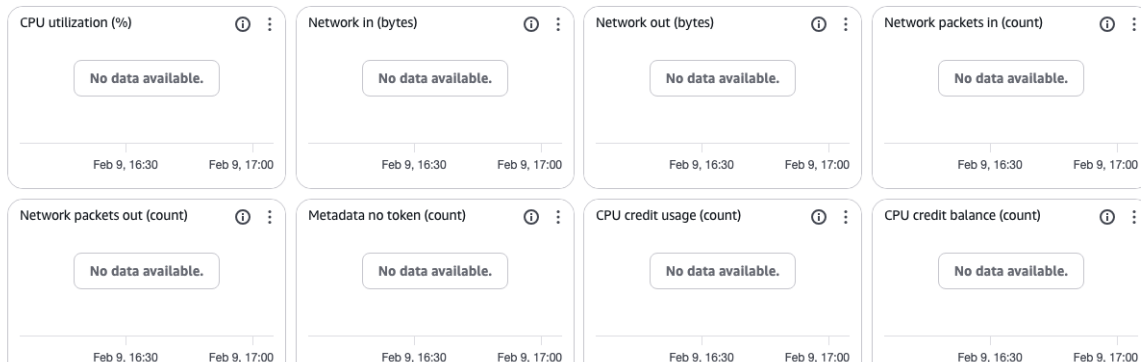 CPU utilization (%)
No data available.
Feb 9, 16:30
Feb 9, 17:00
Network in (bytes)
No data available.
Feb 9, 16:30
Feb 9, 17:00
Network out (bytes)
No data available.
Feb 9, 16:30
Feb 9, 17:00
Network packets in (count)
No data available.
Feb 9, 16:30
Feb 9, 17:00
Network packets out (count)
No data available.
Feb 9, 16:30
Feb 9, 17:00
Metadata no token (count)
No data available.
Feb 9, 16:30
Feb 9, 17:00
CPU credit usage (count)
No data available.
Feb 9, 16:30
Feb 9, 17:00
CPU credit balance (count)
No data available.
Feb 9, 16:30
Feb 9, 17:00